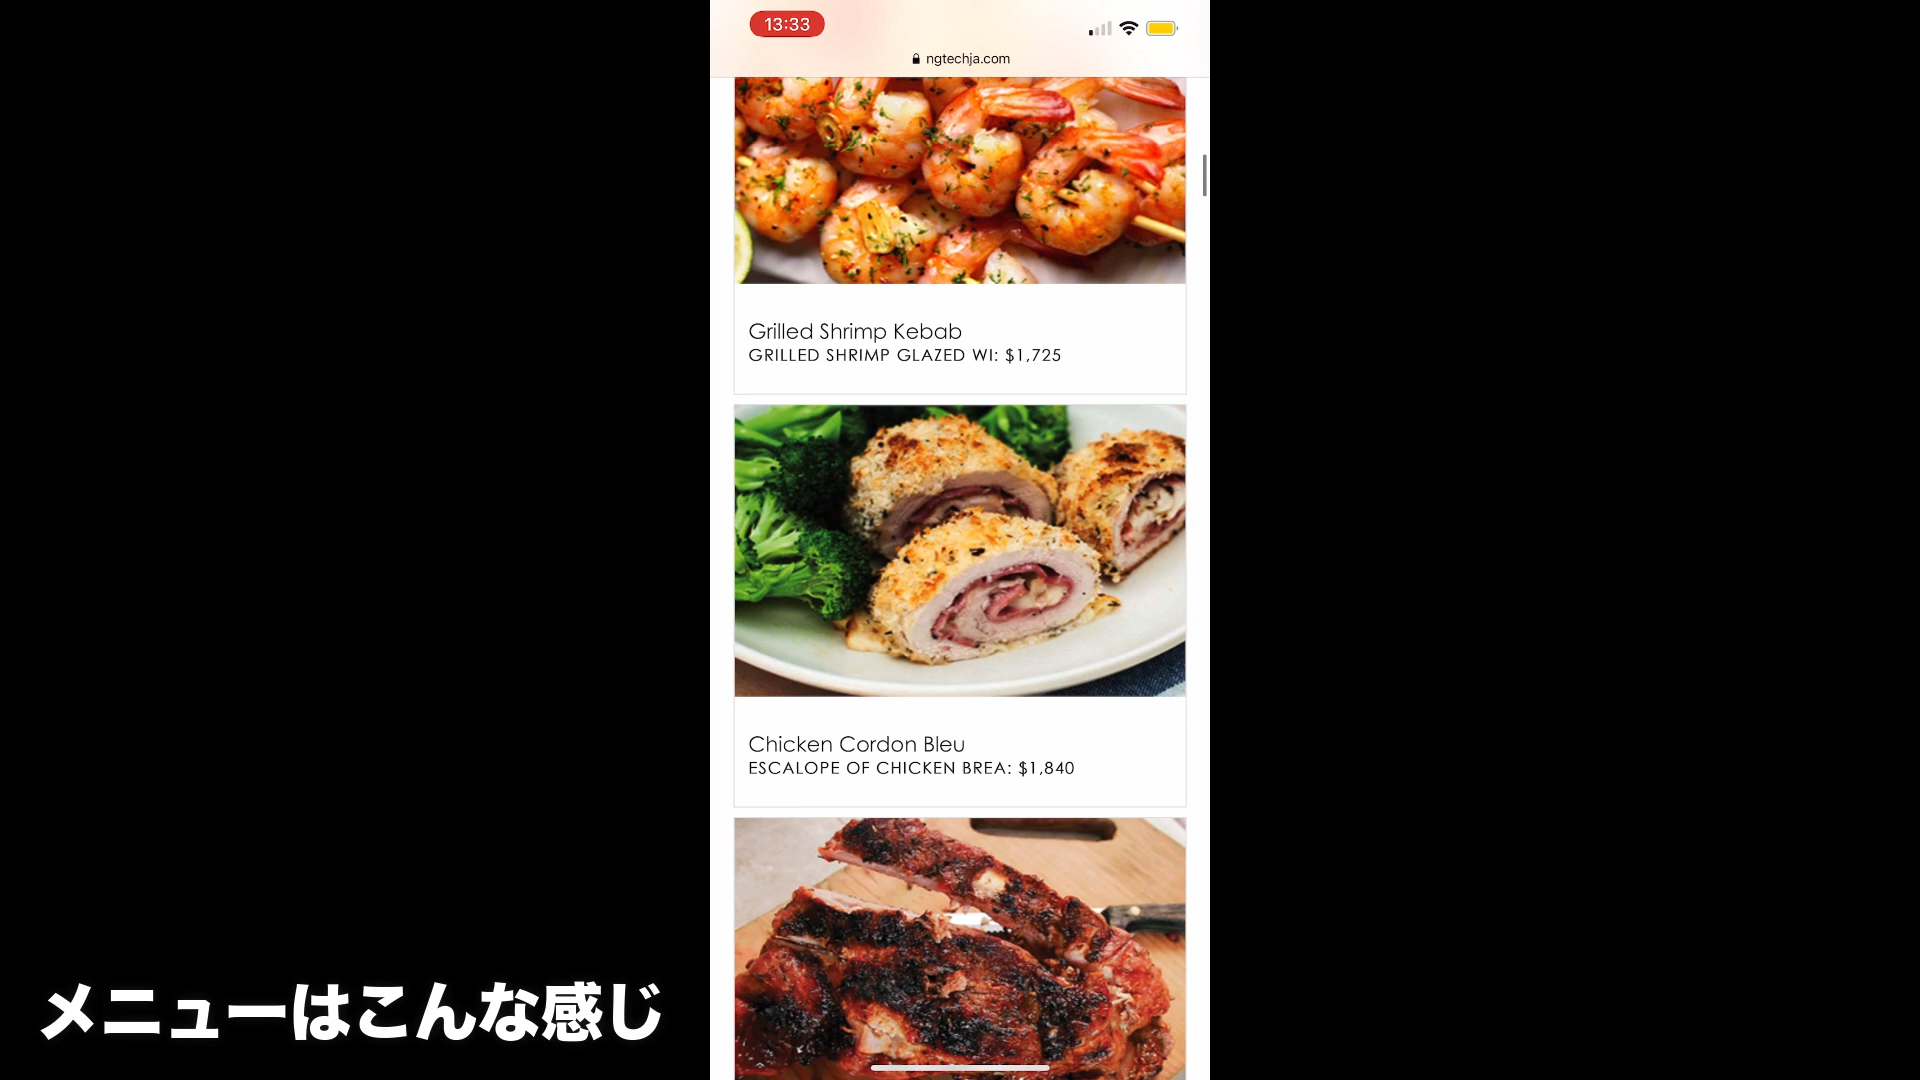 13:33
ngtechja.com
Grilled Shrimp Kebab
GRILLED SHRIMP GLAZED WI: $1,725
Chicken Cordon Bleu
ESCALOPE OF CHICKEN BREA: $1,840
メニューはこんな感じ